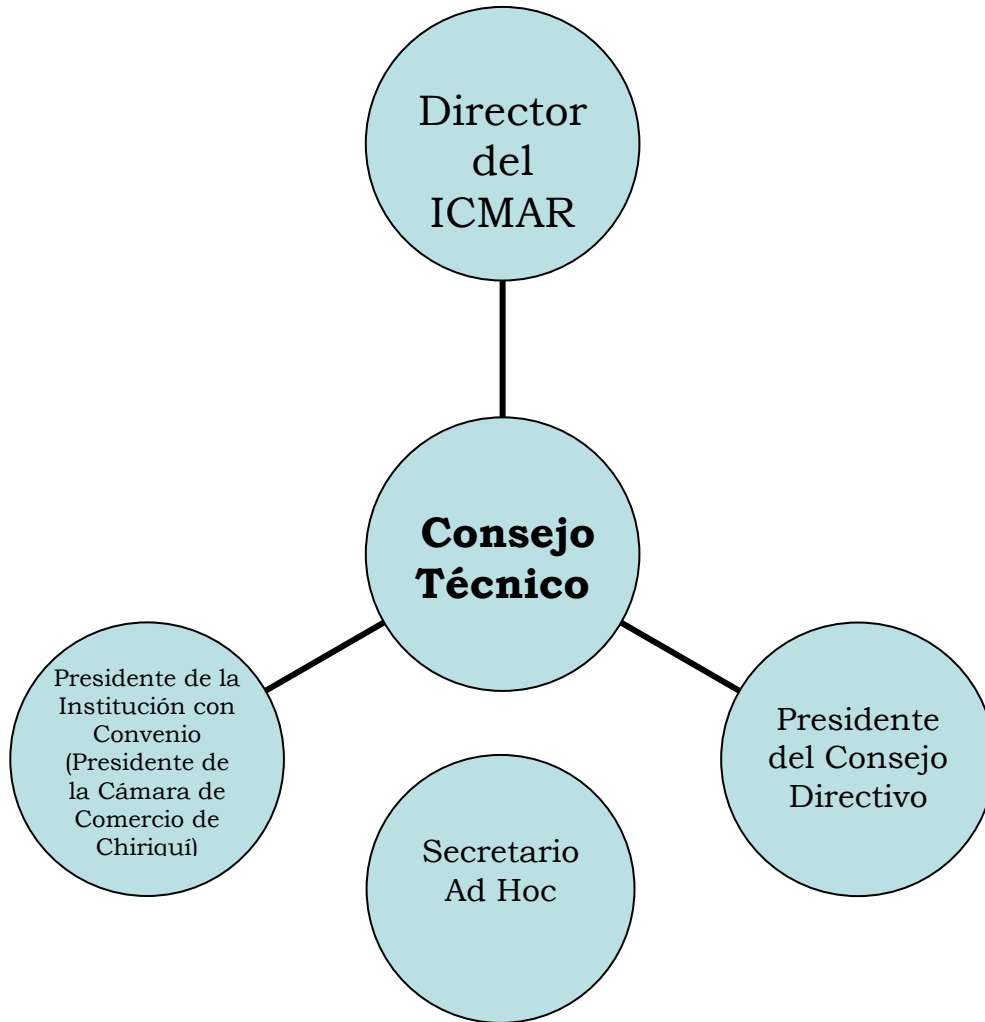 Director
del
ICMAR
Consejo
Técnico
Presidente de la
Institución con
Convenio
(Presidente de
la Cámara de
Comercio de
Chiriquí)
Presidente
del Consejo
Directivo
Secretario
Ad Hoc